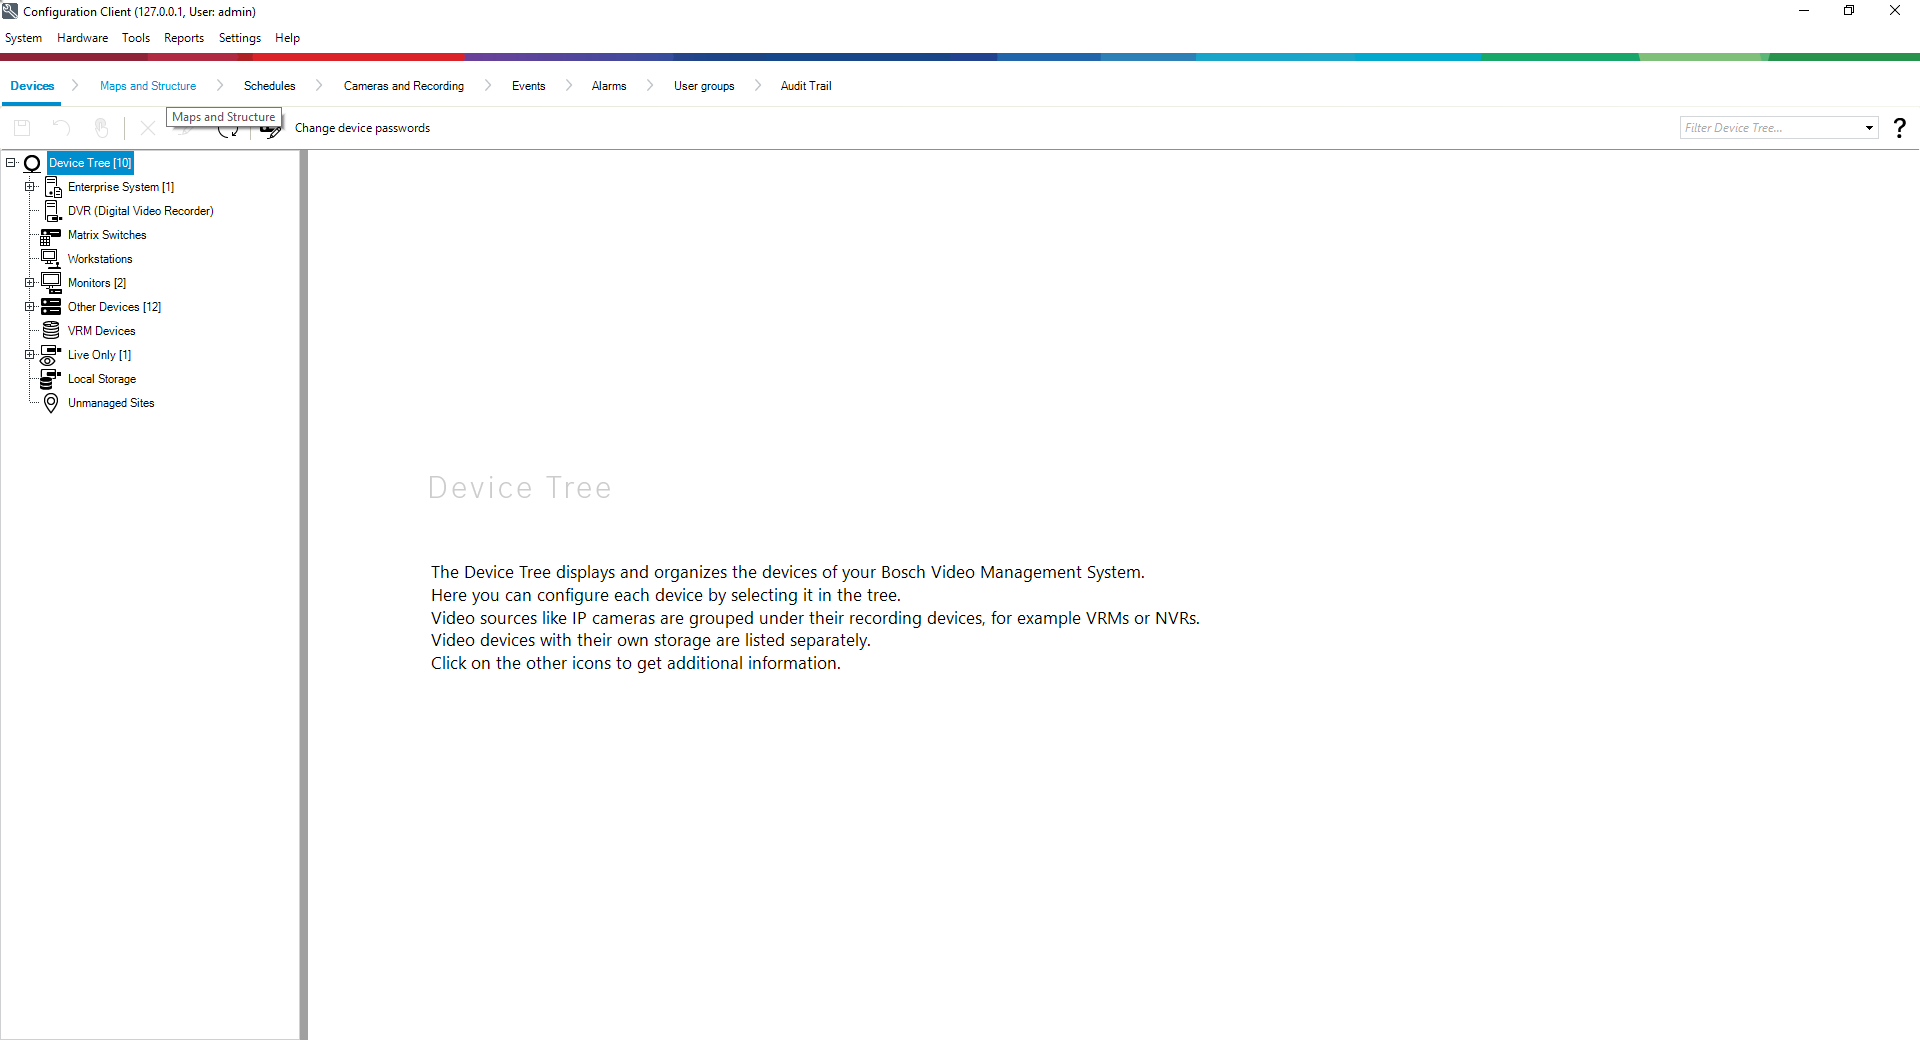 Configuration Client (127.0.0.1, User: admin)
System Hardware Tools Reports Settings Help
Devices Maps and Structure Schedules Cameras and Recording Events Alarms User groups Audit Trail
Maps and Structure
Change device passwords
Filter Device Tree...
?
Device Tree [10]
Enterprise System [1]
DVR (Digital Video Recorder)
Matrix Switches
Workstations
Monitors [2]
Other Devices [12]
VRM Devices
Live Only [1]
Local Storage
Unmanaged Sites
Device Tree
The Device Tree displays and organizes the devices of your Bosch Video Management System.
Here you can configure each device by selecting it in the tree.
Video sources like IP cameras are grouped under their recording devices, for example VRMs or NVRs.
Video devices with their own storage are listed separately.
Click on the other icons to get additional information.